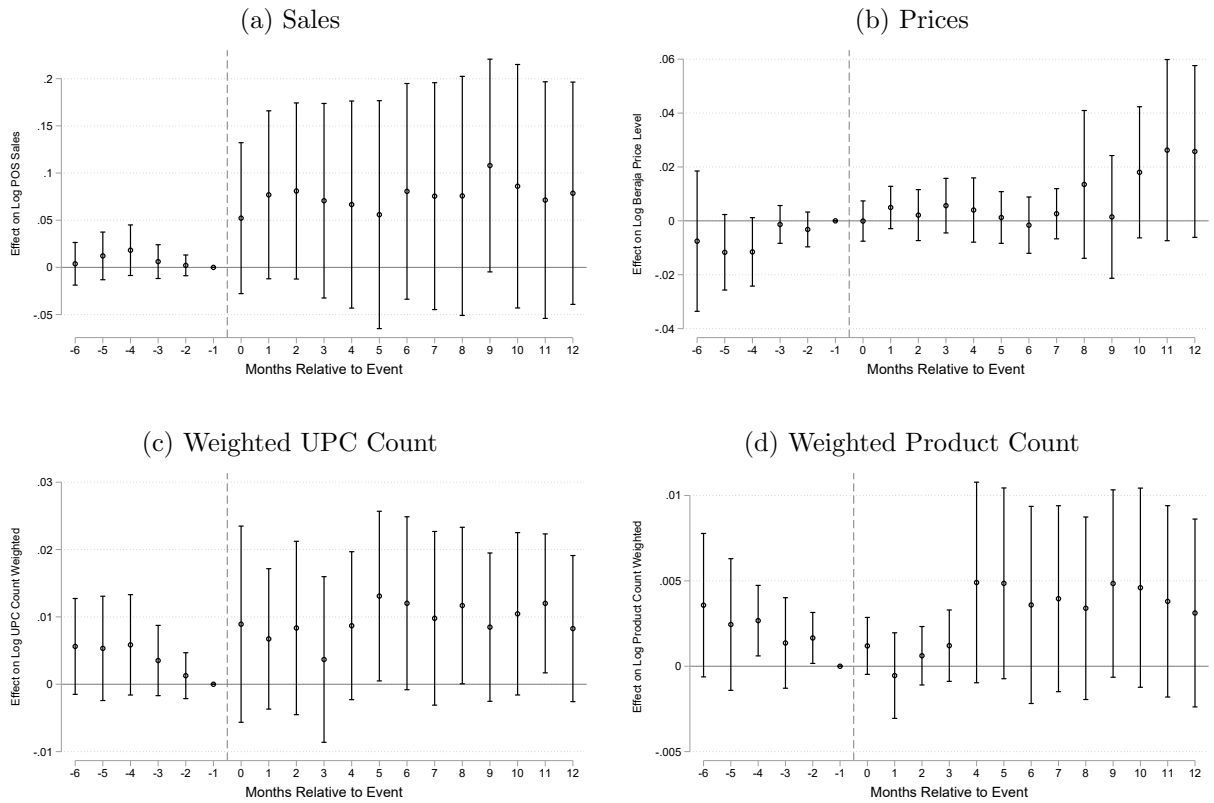 (a) Sales
Effect on Log POS Sales
.2
.15
.1
.05
0
-.05
-6 -5 -4 -3 -2 -1 0 1 2 3 4 5 6 7 8 9 10 11 12
Months Relative to Event
(b) Prices
Effect on Log Beraja Price Level
.06
.04
.02
0
-.02
-.04
-6 -5 -4 -3 -2 -1 0 1 2 3 4 5 6 7 8 9 10 11 12
Months Relative to Event
(c) Weighted UPC Count
Effect on Log UPC Count Weighted
.03
.02
.01
0
-.01
-6 -5 -4 -3 -2 -1 0 1 2 3 4 5 6 7 8 9 10 11 12
Months Relative to Event
(d) Weighted Product Count
Effect on Log Product Count Weighted
.01
.005
0
-.005
-6 -5 -4 -3 -2 -1 0 1 2 3 4 5 6 7 8 9 10 11 12
Months Relative to Event